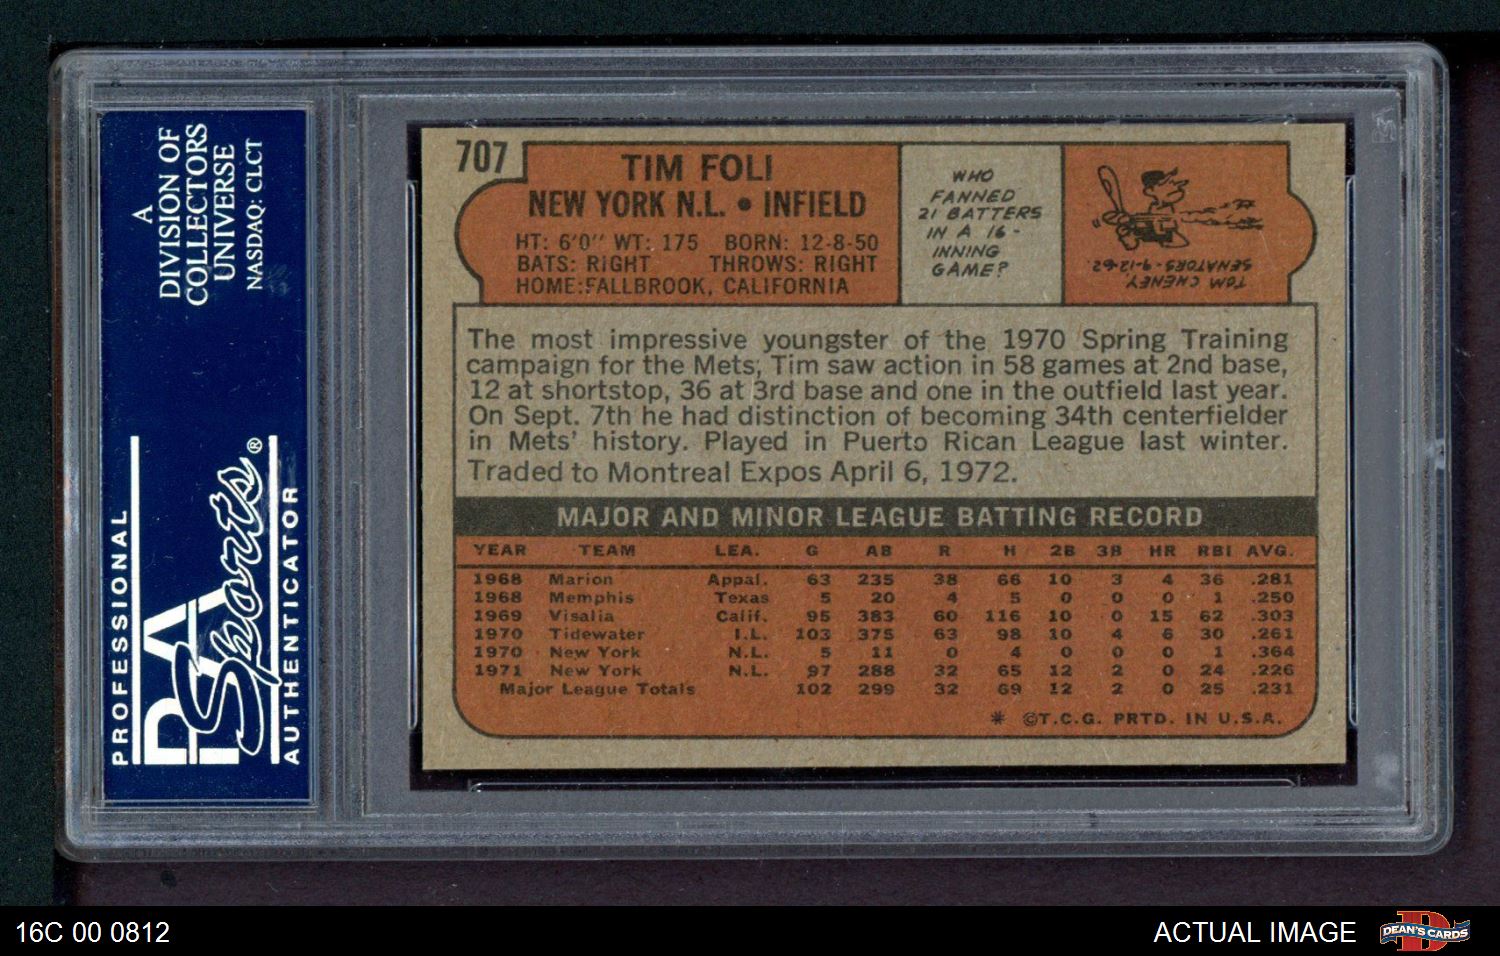 A
DIVISION OF
COLLECTORS
UNIVERSE
NASDAQ: CLCT
PROFESSIONAL
PSA
Sports®
AUTHENTICATOR
707
TIM FOLI
NEW YORK N.L. • INFIELD
HT: 6'0" WT: 175 BORN: 12-8-50
BATS: RIGHT THROWS: RIGHT
HOME:FALLBROOK, CALIFORNIA
WHO
FANNED
21 BATTERS
IN A 16-
INNING
GAME?
TOM CHENEY,
SENATORS-9-12-62.
The most impressive youngster of the 1970 Spring Training
campaign for the Mets, Tim saw action in 58 games at 2nd base,
12 at shortstop, 36 at 3rd base and one in the outfield last year.
On Sept. 7th he had distinction of becoming 34th centerfielder
in Mets' history. Played in Puerto Rican League last winter.
Traded to Montreal Expos April 6, 1972.
MAJOR AND MINOR LEAGUE BATTING RECORD
YEAR TEAM LEA. G AB R H 2B 3B HR RBI AVG.
1968 Marion Appal. 63 235 38 66 10 3 4 36 .281
1968 Memphis Texas 5 20 4 5 0 0 0 1 .250
1969 Visalia Calif. 95 383 60 116 10 0 15 62 .303
1970 Tidewater I.L. 103 375 63 98 10 4 6 30 .261
1970 New York N.L. 5 11 0 4 0 0 0 1 .364
1971 New York N.L. 97 288 32 65 12 2 0 24 .226
Major League Totals 102 299 32 69 12 2 0 25 .231
* ©T.C.G. PRTD. IN U.S.A.
16C 00 0812
ACTUAL IMAGE
D
DEAN'S CARDS